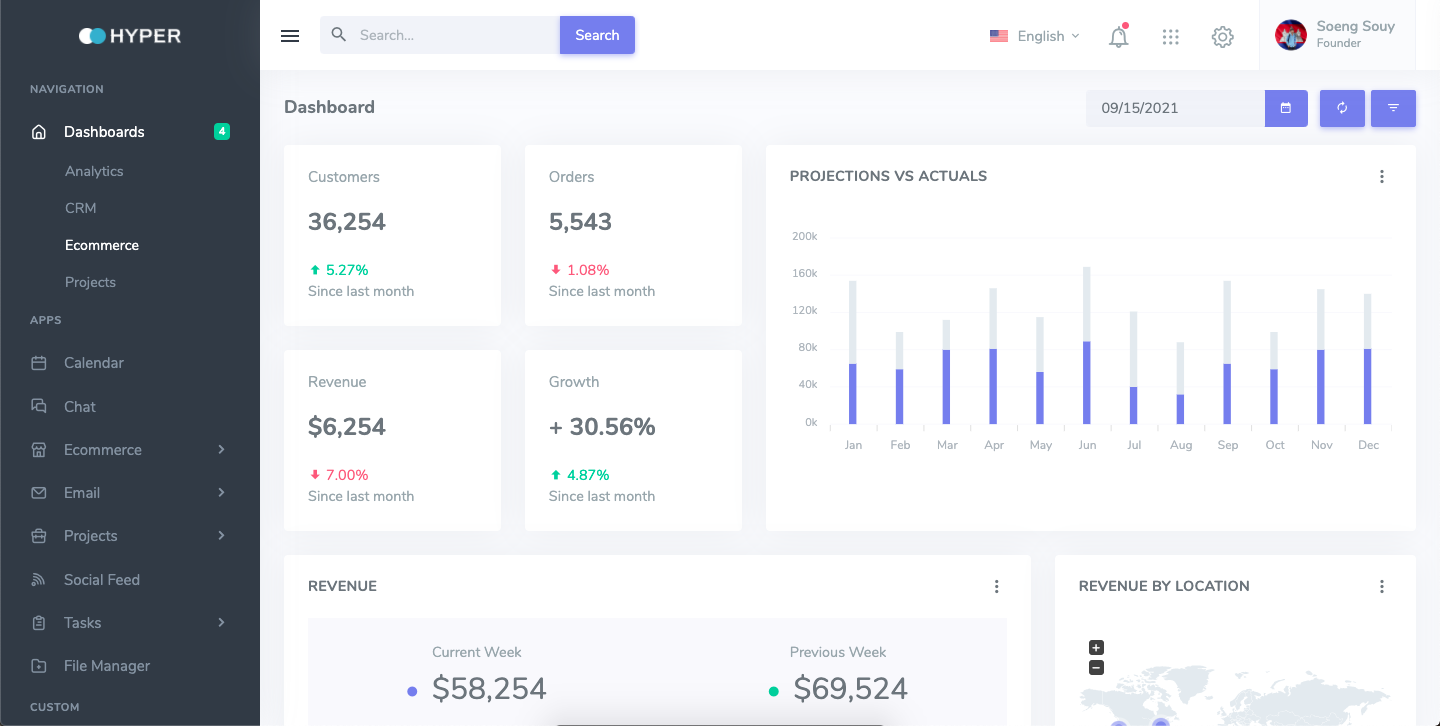 HYPER
NAVIGATION
Dashboards 4
Analytics
CRM
Ecommerce
Projects
APPS
Calendar
Chat
Ecommerce
Email
Projects
Social Feed
Tasks
File Manager
CUSTOM
Search...
Search
English
Soeng Souy
Founder
Dashboard
09/15/2021
Customers
36,254
5.27%
Since last month
Orders
5,543
1.08%
Since last month
Revenue
$6,254
7.00%
Since last month
Growth
+ 30.56%
4.87%
Since last month
PROJECTIONS VS ACTUALS
200k
160k
120k
80k
40k
0k
Jan Feb Mar Apr May Jun Jul Aug Sep Oct Nov Dec
REVENUE
Current Week
$58,254
Previous Week
$69,524
REVENUE BY LOCATION
+
−